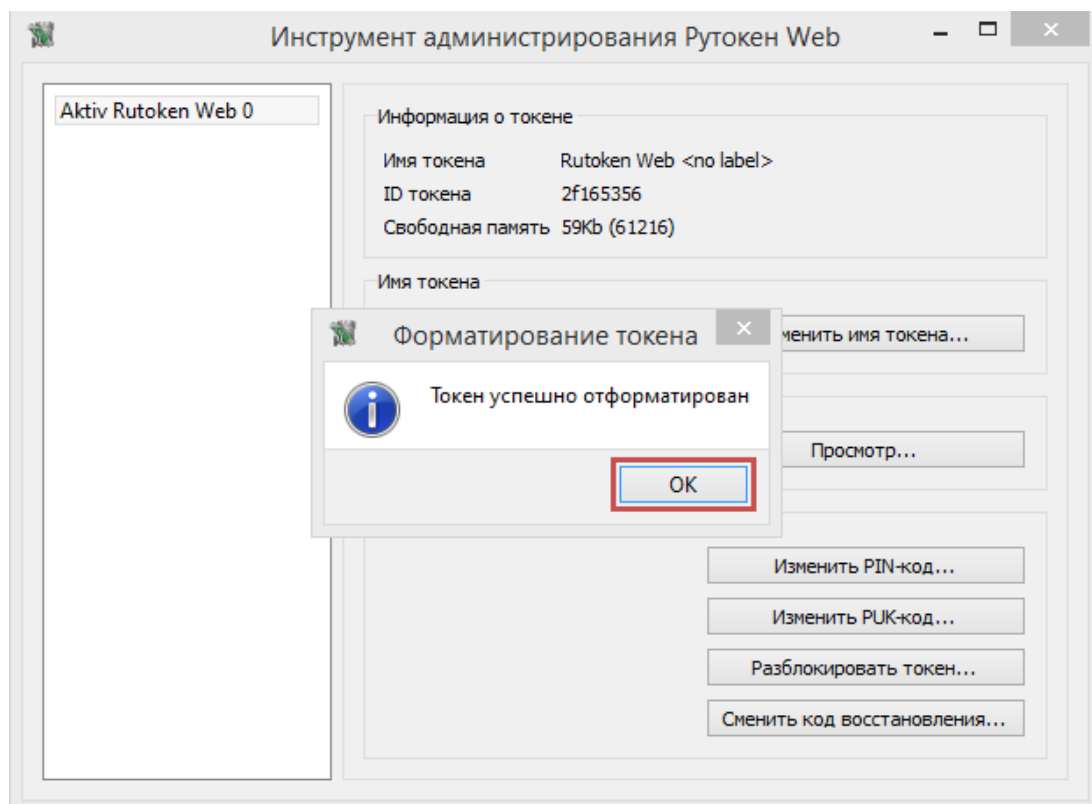 Инструмент администрирования Рутокен Web
Aktiv Rutoken Web 0
Информация о токене
Имя токена Rutoken Web <no label>
ID токена 2f165356
Свободная память 59Kb (61216)
Имя токена
менить имя токена...
Форматирование токена
Токен успешно отформатирован
OK
Просмотр...
Изменить PIN-код...
Изменить PUK-код...
Разблокировать токен...
Сменить код восстановления...